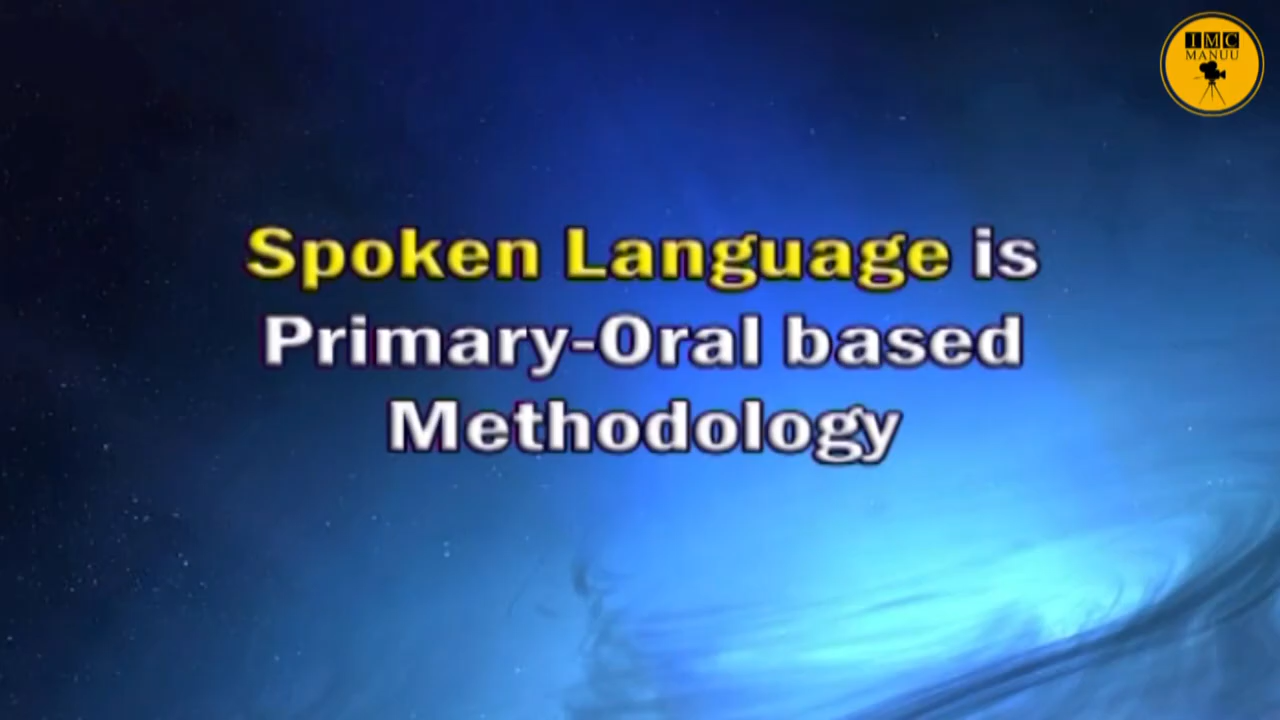 IMC
MANUU
Spoken Language is
Primary-Oral based
Methodology